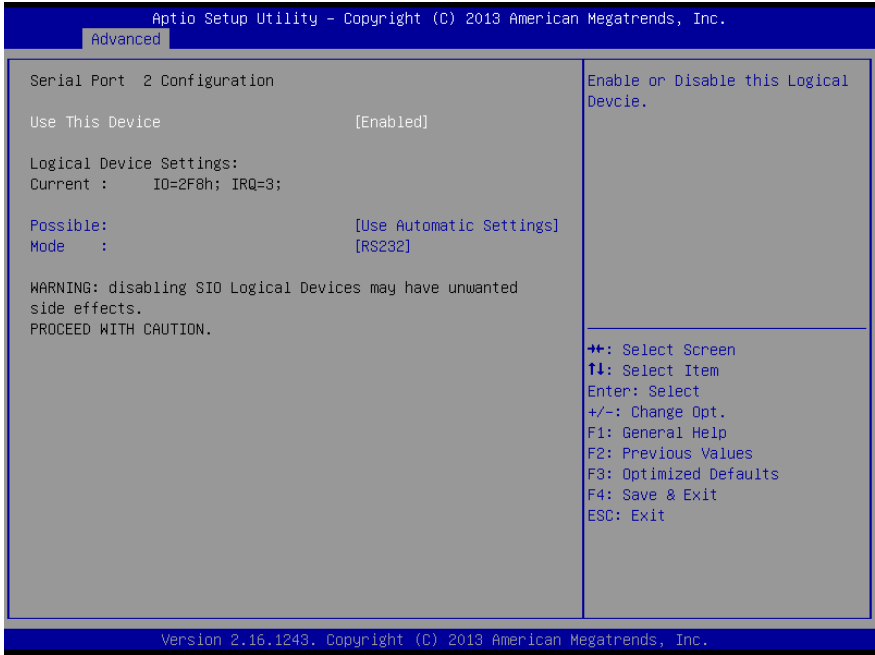 Aptio Setup Utility – Copyright (C) 2013 American Megatrends, Inc.
Advanced
Serial Port 2 Configuration
Use This Device [Enabled]
Logical Device Settings:
Current : IO=2F8h; IRQ=3;
Possible: [Use Automatic Settings]
Mode : [RS232]
WARNING: disabling SIO Logical Devices may have unwanted
side effects.
PROCEED WITH CAUTION.
Enable or Disable this Logical
Devcie.
→←: Select Screen
↑↓: Select Item
Enter: Select
+/-: Change Opt.
F1: General Help
F2: Previous Values
F3: Optimized Defaults
F4: Save & Exit
ESC: Exit
Version 2.16.1243. Copyright (C) 2013 American Megatrends, Inc.